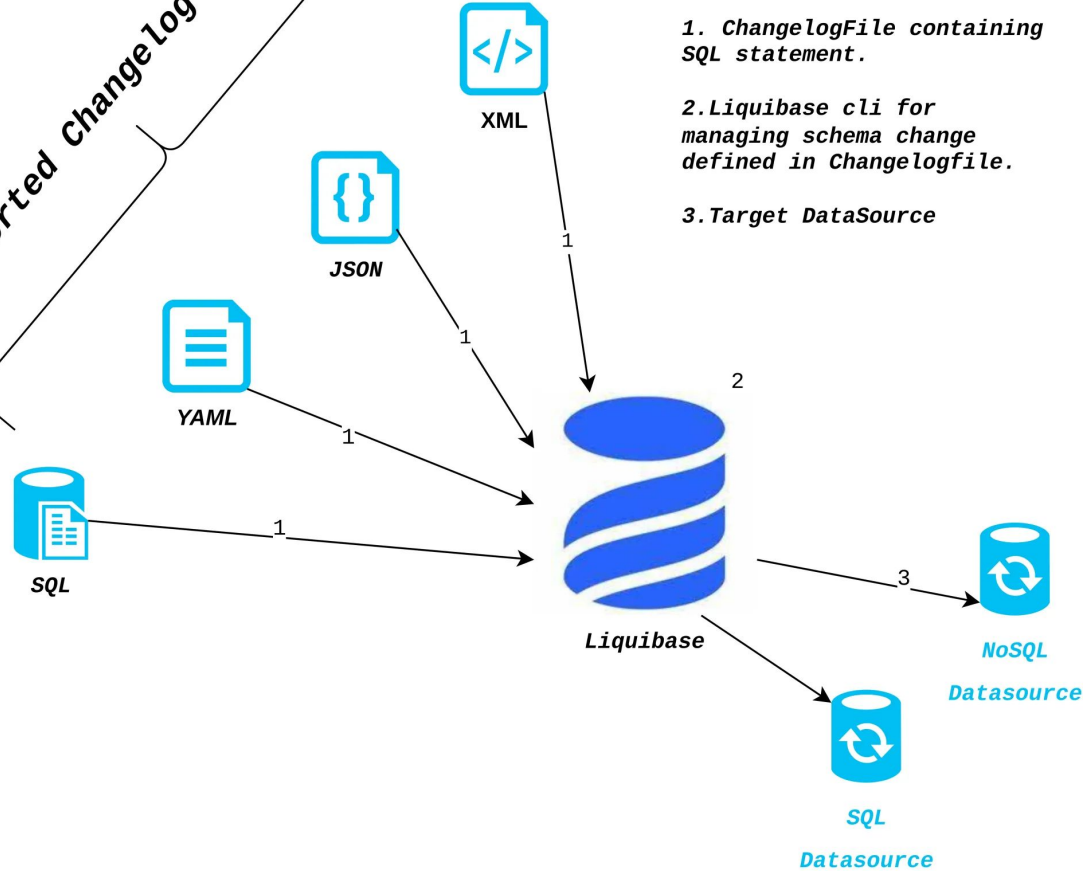 Changelog
1. ChangelogFile containing
SQL statement.
2.Liquibase cli for
managing schema change
defined in Changelogfile.
3.Target DataSource
</>
XML
1
{}
JSON
1
YAML
1
2
SQL
1
Liquibase
3
NoSQL
Datasource
SQL
Datasource